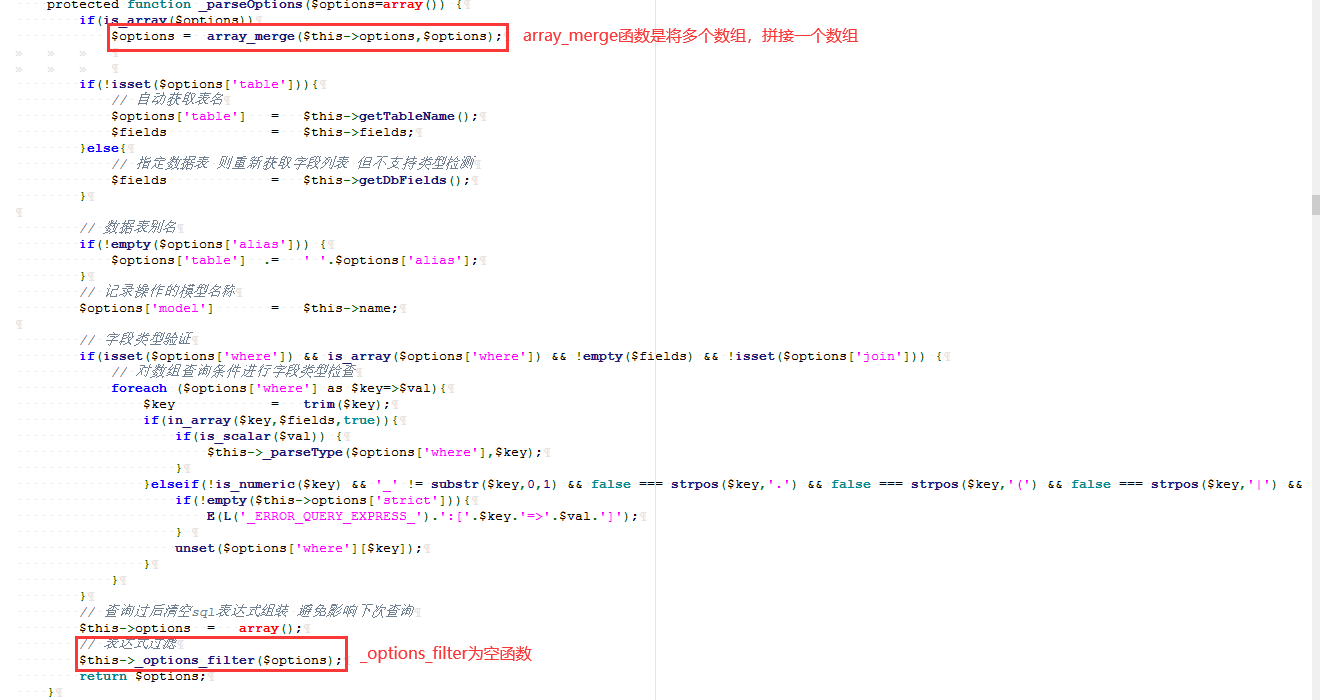 protected function _parseOptions($options=array()) {
if(is_array($options))
$options = array_merge($this->options,$options); array_merge函数是将多个数组，拼接一个数组
if(!isset($options['table'])){
// 自动获取表名
$options['table'] = $this->getTableName();
$fields = $this->fields;
}else{
// 指定数据表 则重新获取字段列表 但不支持类型检测
$fields = $this->getDbFields();
}
// 数据表别名
if(!empty($options['alias'])) {
$options['table'] .= ' '.$options['alias'];
}
// 记录操作的模型名称
$options['model'] = $this->name;
// 字段类型验证
if(isset($options['where']) && is_array($options['where']) && !empty($fields) && !isset($options['join'])) {
// 对数组查询条件进行字段类型检查
foreach ($options['where'] as $key=>$val){
$key = trim($key);
if(in_array($key,$fields,true)){
if(is_scalar($val)) {
$this->_parseType($options['where'],$key);
}
}elseif(!is_numeric($key) && '_' != substr($key,0,1) && false === strpos($key,'.') && false === strpos($key,'(') && false === strpos($key,'|') &&
if(!empty($this->options['strict'])){
E(L('_ERROR_QUERY_EXPRESS_').':['.$key.'=>'.$val.']');
}
unset($options['where'][$key]);
}
}
}
// 查询过后清空sql表达式组装 避免影响下次查询
$this->options = array();
// 表达式过滤
$this->_options_filter($options); _options_filter为空函数
return $options;
}